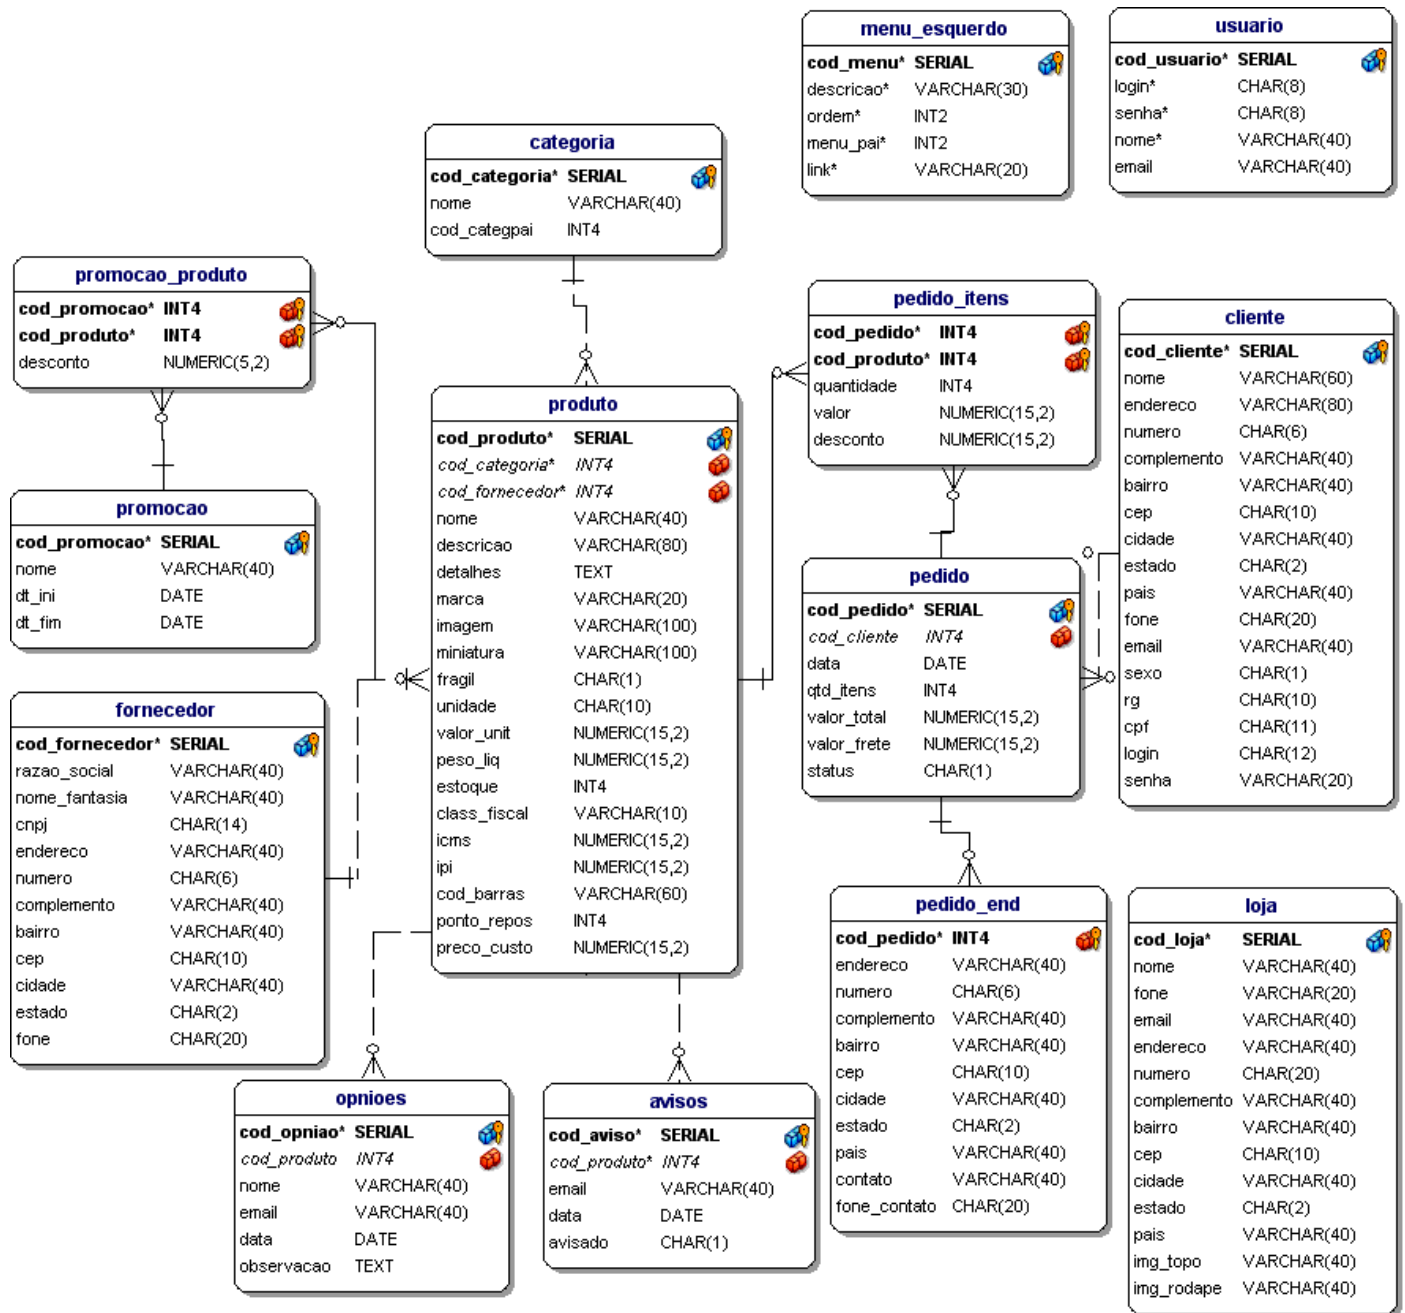 menu_esquerdo
cod_menu* SERIAL
descricao* VARCHAR(30)
ordem* INT2
menu_pai* INT2
link* VARCHAR(20)
usuario
cod_usuario* SERIAL
login* CHAR(8)
senha* CHAR(8)
nome* VARCHAR(40)
email VARCHAR(40)
categoria
cod_categoria* SERIAL
nome VARCHAR(40)
cod_categpai INT4
promocao_produto
cod_promocao* INT4
cod_produto* INT4
desconto NUMERIC(5,2)
pedido_itens
cod_pedido* INT4
cod_produto* INT4
quantidade INT4
valor NUMERIC(15,2)
desconto NUMERIC(15,2)
cliente
cod_cliente* SERIAL
nome VARCHAR(60)
endereco VARCHAR(80)
numero CHAR(6)
complemento VARCHAR(40)
bairro VARCHAR(40)
cep CHAR(10)
cidade VARCHAR(40)
estado CHAR(2)
pais VARCHAR(40)
fone CHAR(20)
email VARCHAR(40)
sexo CHAR(1)
rg CHAR(10)
cpf CHAR(11)
login CHAR(12)
senha VARCHAR(20)
produto
cod_produto* SERIAL
cod_categoria* INT4
cod_fornecedor* INT4
nome VARCHAR(40)
descricao VARCHAR(80)
detalhes TEXT
marca VARCHAR(20)
imagem VARCHAR(100)
miniatura VARCHAR(100)
fragil CHAR(1)
unidade CHAR(10)
valor_unit NUMERIC(15,2)
peso_liq NUMERIC(15,2)
estoque INT4
class_fiscal VARCHAR(10)
icms NUMERIC(15,2)
ipi NUMERIC(15,2)
cod_barras VARCHAR(60)
ponto_repos INT4
preco_custo NUMERIC(15,2)
promocao
cod_promocao* SERIAL
nome VARCHAR(40)
dt_ini DATE
dt_fim DATE
pedido
cod_pedido* SERIAL
cod_cliente INT4
data DATE
qtd_itens INT4
valor_total NUMERIC(15,2)
valor_frete NUMERIC(15,2)
status CHAR(1)
fornecedor
cod_fornecedor* SERIAL
razao_social VARCHAR(40)
nome_fantasia VARCHAR(40)
cnpj CHAR(14)
endereco VARCHAR(40)
numero CHAR(6)
complemento VARCHAR(40)
bairro VARCHAR(40)
cep CHAR(10)
cidade VARCHAR(40)
estado CHAR(2)
fone CHAR(20)
pedido_end
cod_pedido* INT4
endereco VARCHAR(40)
numero CHAR(6)
complemento VARCHAR(40)
bairro VARCHAR(40)
cep CHAR(10)
cidade VARCHAR(40)
estado CHAR(2)
pais VARCHAR(40)
contato VARCHAR(40)
fone_contato CHAR(20)
loja
cod_loja* SERIAL
nome VARCHAR(40)
fone VARCHAR(20)
email VARCHAR(40)
endereco VARCHAR(40)
numero CHAR(20)
complemento VARCHAR(40)
bairro VARCHAR(40)
cep CHAR(10)
cidade VARCHAR(40)
estado CHAR(2)
pais VARCHAR(40)
img_topo VARCHAR(40)
img_rodape VARCHAR(40)
opnioes
cod_opniao* SERIAL
cod_produto INT4
nome VARCHAR(40)
email VARCHAR(40)
data DATE
observacao TEXT
avisos
cod_aviso* SERIAL
cod_produto* INT4
email VARCHAR(40)
data DATE
avisado CHAR(1)